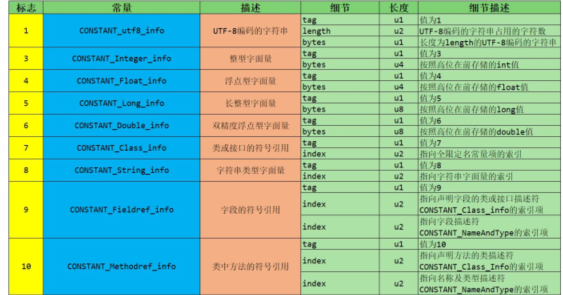 标志 常量 描述 细节 长度 细节描述
1 CONSTANT_utf8_info UTF-8编码的字符串 tag u1 值为1
length u2 UTF-8编码的字符串占用的字符数
bytes u1 长度为length的UTF-8编码的字符串
3 CONSTANT_Integer_info 整型字面量 tag u1 值为3
bytes u4 按照高位在前存储的int值
4 CONSTANT_Float_info 浮点型字面量 tag u1 值为4
bytes u4 按照高位在前存储的float值
5 CONSTANT_Long_info 长整型字面量 tag u1 值为5
bytes u8 按照高位在前存储的long值
6 CONSTANT_Double_info 双精度浮点型字面量 tag u1 值为6
bytes u8 按照高位在前存储的double值
7 CONSTANT_Class_info 类或接口的符号引用 tag u1 值为7
index u2 指向全限定名常量项的索引
8 CONSTANT_String_info 字符串类型字面量 tag u1 值为8
index u2 指向字符串字面量的索引
9 CONSTANT_Fieldref_info 字段的符号引用 tag u1 值为9
index u2 指向声明字段的类或接口描述符
CONSTANT_Class_info的索引项
index u2 指向字段描述符
CONSTANT_NameAndType的索引项
10 CONSTANT_Methodref_info 类中方法的符号引用 tag u1 值为10
index u2 指向声明方法的类描述符
CONSTANT_Class_Info的索引项
index u2 指向名称及类型描述符
CONSTANT_NameAndType的索引项